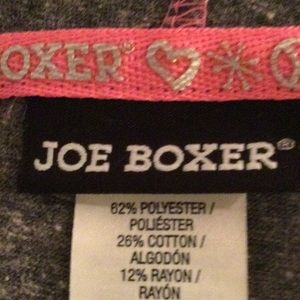 OXER®
JOE BOXER®
62% POLYESTER /
POLIÉSTER
26% COTTON /
ALGODÓN
12% RAYON /
RAYÓN